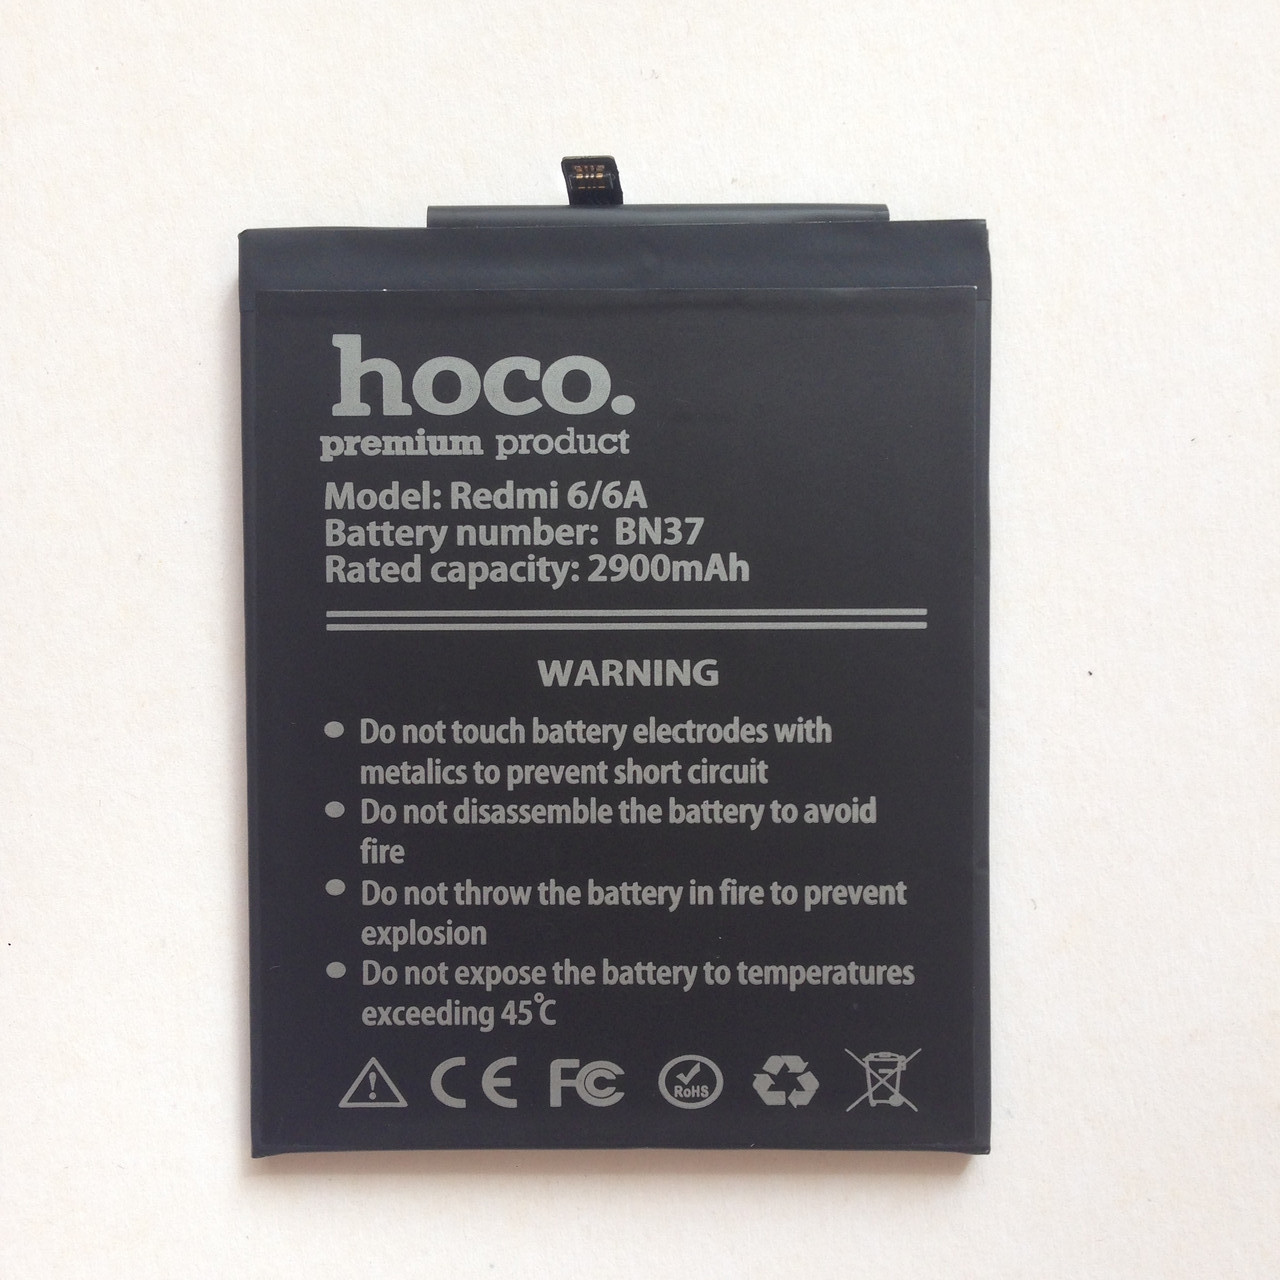 hoco.
premium product
Model: Redmi 6/6A
Battery number: BN37
Rated capacity: 2900mAh
WARNING
● Do not touch battery electrodes with
metalics to prevent short circuit
● Do not disassemble the battery to avoid
fire
● Do not throw the battery in fire to prevent
explosion
● Do not expose the battery to temperatures
exceeding 45°C
CE FC RoHS